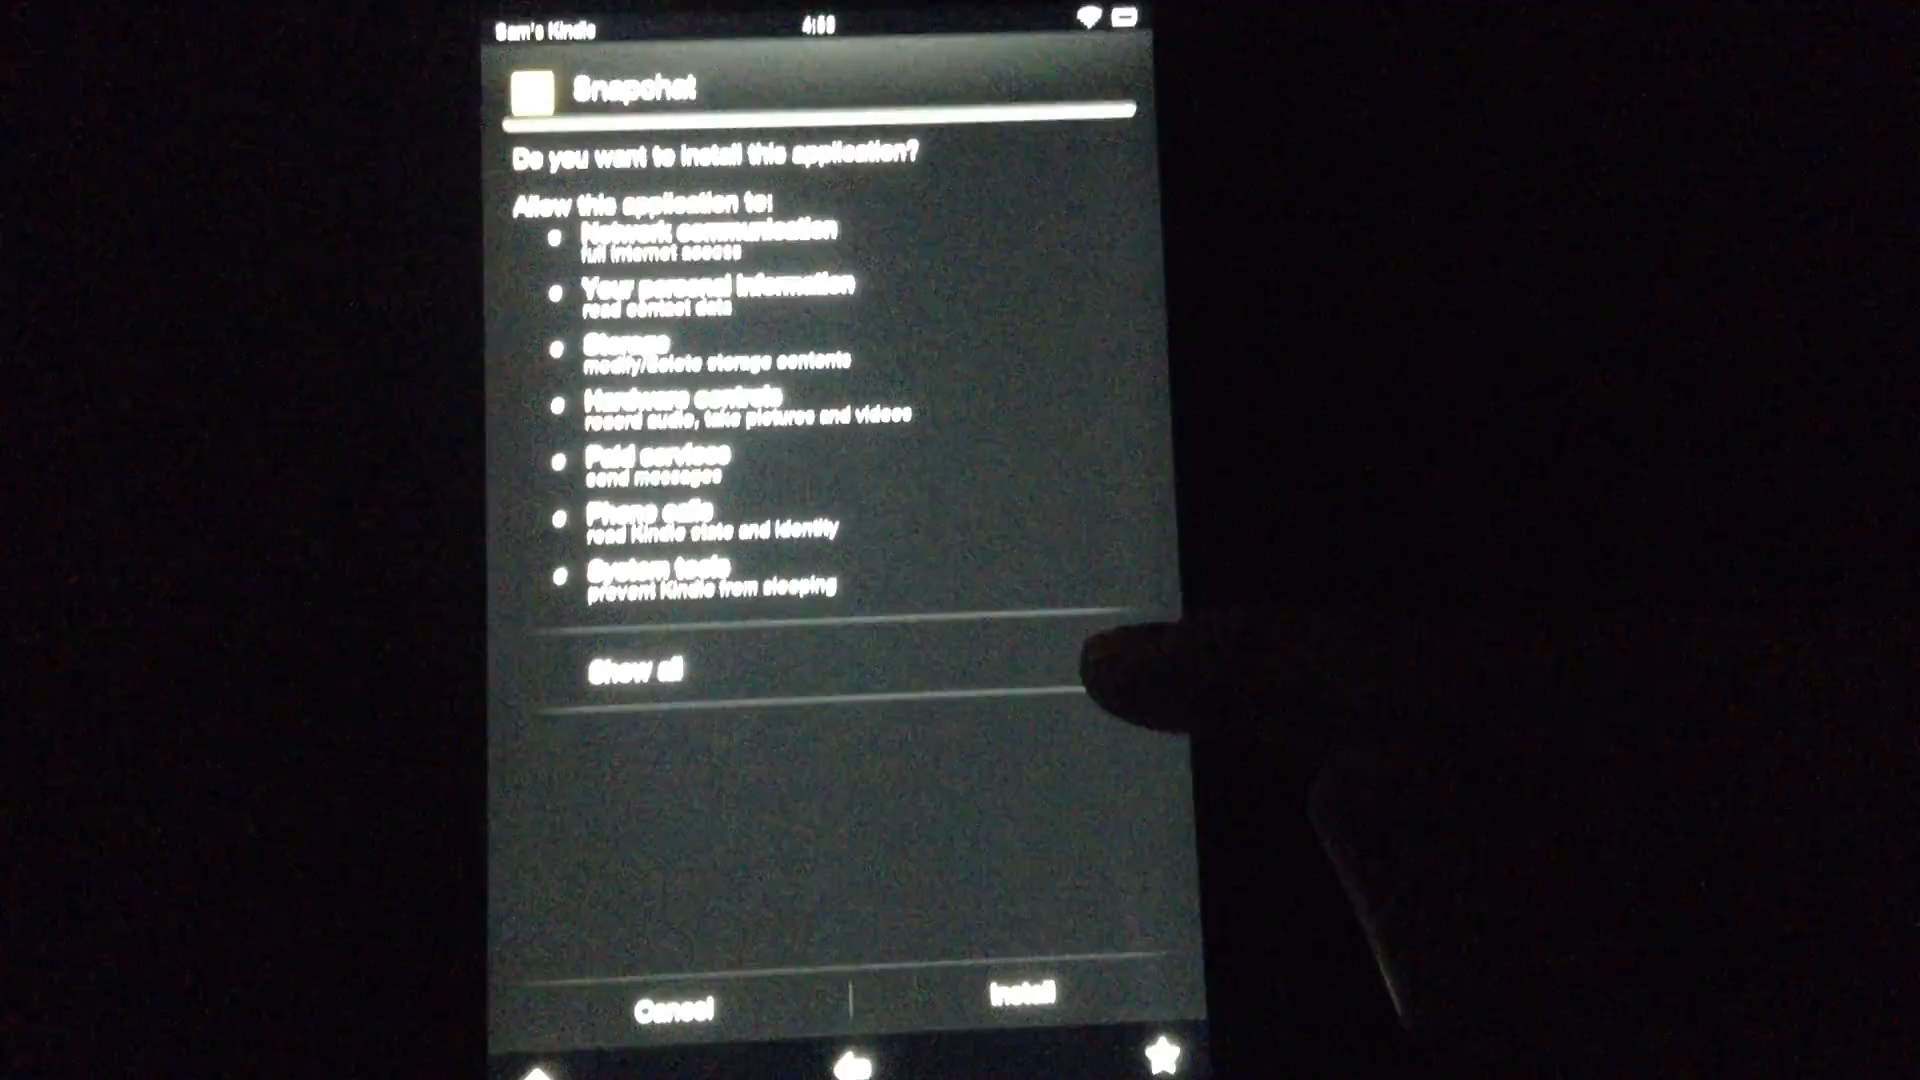 Sam's Kindle
Snapchat
Do you want to install this application?
Allow this application to:
Network communication
full Internet access
Your personal information
read contact data
Storage
modify/delete storage contents
Hardware controls
record audio, take pictures and videos
Paid services
send messages
Phone calls
read Kindle state and identity
System tools
prevent Kindle from sleeping
Show all
Cancel
Install